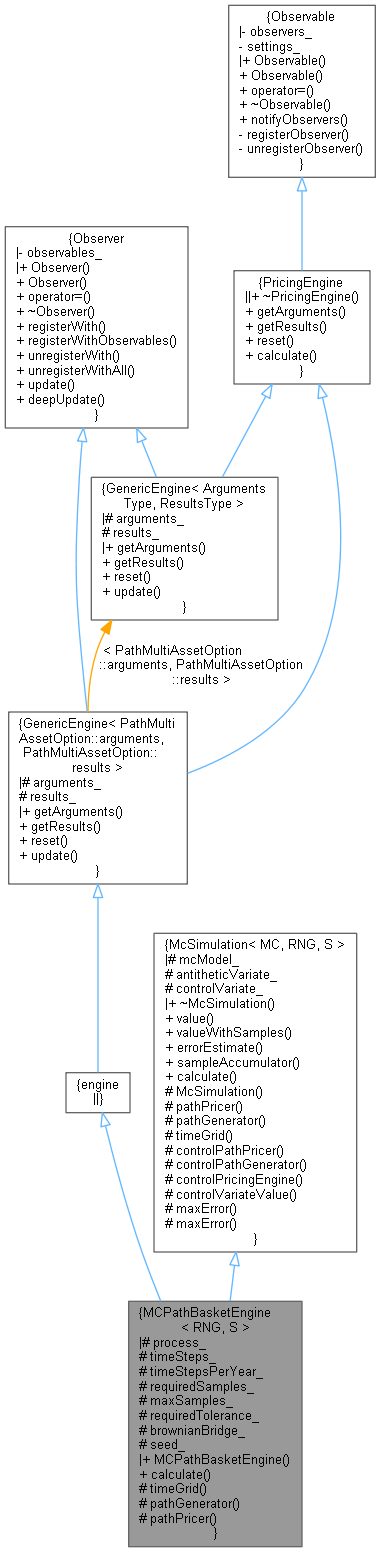 {Observable
|- observers_
- settings_
|+ Observable()
+ Observable()
+ operator=()
+ ~Observable()
+ notifyObservers()
- registerObserver()
- unregisterObserver()
}
{Observer
|- observables_
|+ Observer()
+ Observer()
+ operator=()
+ ~Observer()
+ registerWith()
+ registerWithObservables()
+ unregisterWith()
+ unregisterWithAll()
+ update()
+ deepUpdate()
}
{PricingEngine
||+ ~PricingEngine()
+ getArguments()
+ getResults()
+ reset()
+ calculate()
}
{GenericEngine< Arguments
Type, ResultsType >
|# arguments_
# results_
|+ getArguments()
+ getResults()
+ reset()
+ update()
}
< PathMultiAssetOption
::arguments, PathMultiAssetOption
::results >
{GenericEngine< PathMulti
AssetOption::arguments,
PathMultiAssetOption::
results >
|# arguments_
# results_
|+ getArguments()
+ getResults()
+ reset()
+ update()
}
{McSimulation< MC, RNG, S >
|# mcModel_
# antitheticVariate_
# controlVariate_
|+ ~McSimulation()
+ value()
+ valueWithSamples()
+ errorEstimate()
+ sampleAccumulator()
+ calculate()
# McSimulation()
# pathPricer()
# pathGenerator()
# timeGrid()
# controlPathPricer()
# controlPathGenerator()
# controlPricingEngine()
# controlVariateValue()
# maxError()
# maxError()
}
{engine
||}
{MCPathBasketEngine
< RNG, S >
|# process_
# timeSteps_
# timeStepsPerYear_
# requiredSamples_
# maxSamples_
# requiredTolerance_
# brownianBridge_
# seed_
|+ MCPathBasketEngine()
+ calculate()
# timeGrid()
# pathGenerator()
# pathPricer()
}